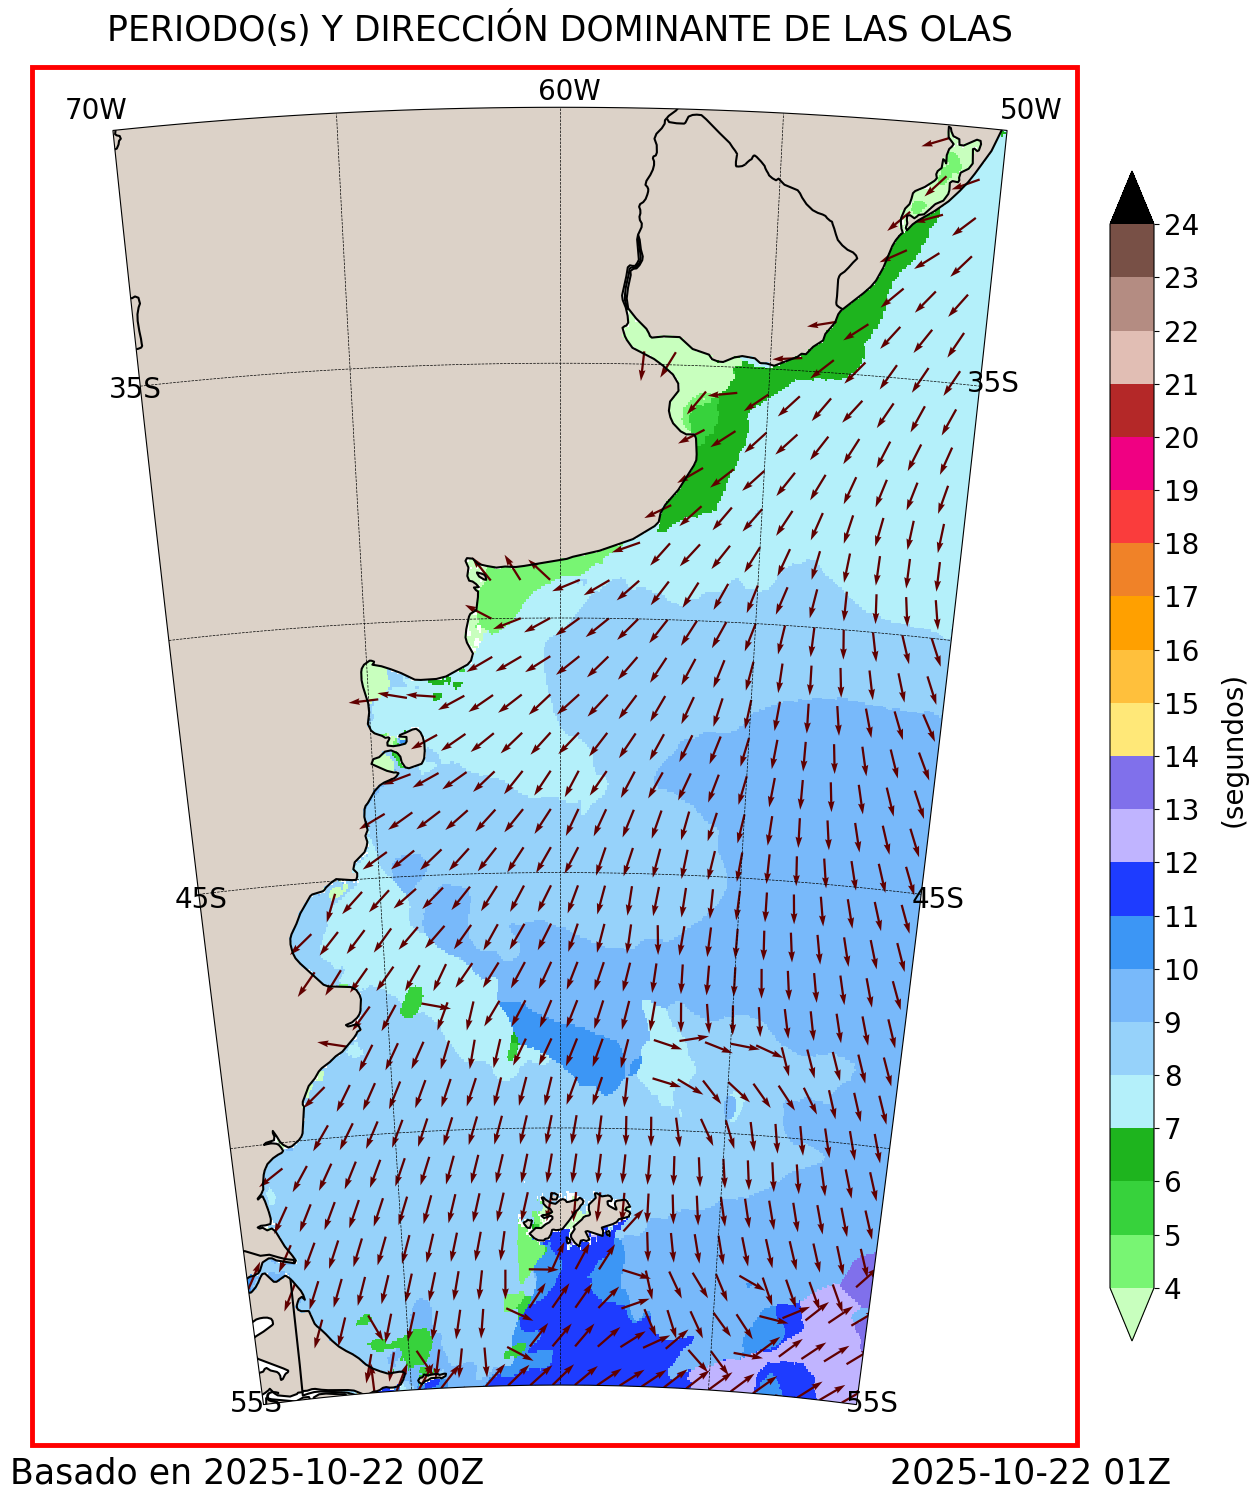 PERIODO(s) Y DIRECCIÓN DOMINANTE DE LAS OLAS
70W
60W
50W
35S
35S
45S
45S
55S
55S
24
23
22
21
20
19
18
17
16
15
14
13
12
11
10
9
8
7
6
5
4
(segundos)
Basado en 2025-10-22 00Z
2025-10-22 01Z